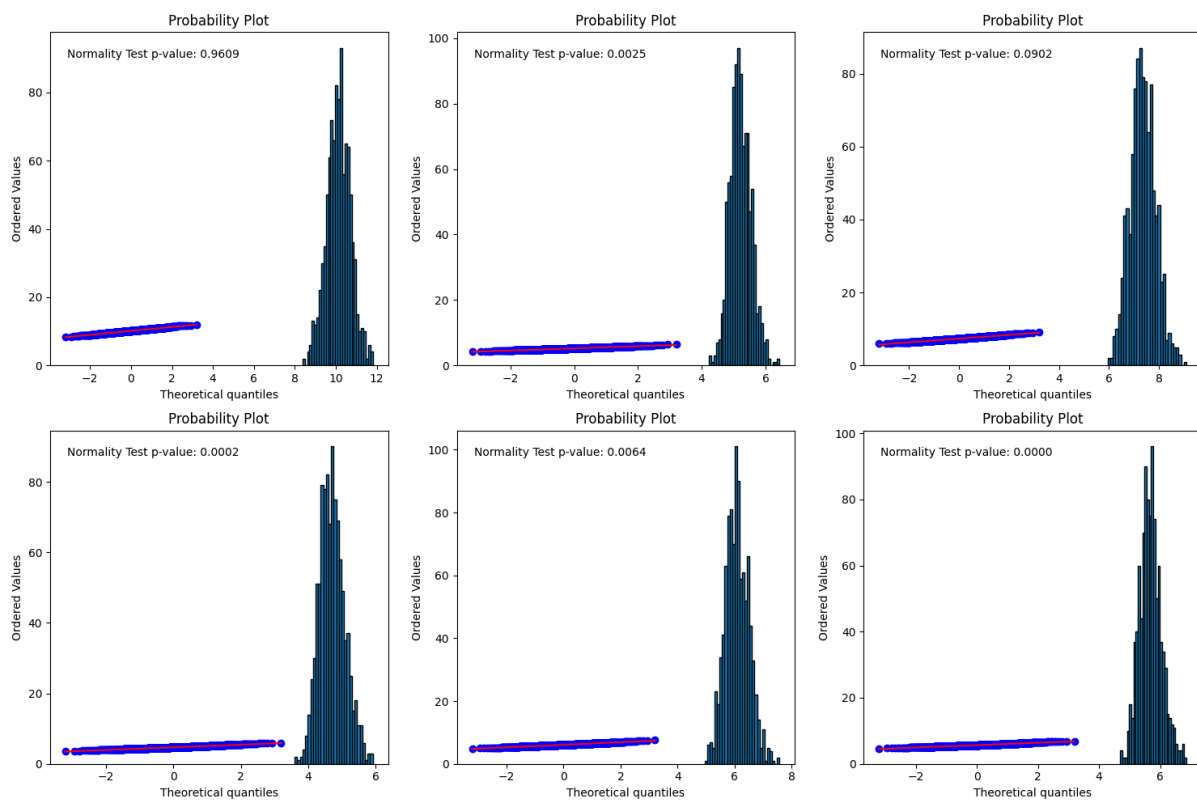 Probability Plot
Normality Test p-value: 0.9609
80
60
40
20
0
Ordered Values
-2 0 2 4 6 8 10 12
Theoretical quantiles
Probability Plot
Normality Test p-value: 0.0025
100
80
60
40
20
0
Ordered Values
-2 0 2 4 6
Theoretical quantiles
Probability Plot
Normality Test p-value: 0.0902
80
60
40
20
0
Ordered Values
-2 0 2 4 6 8
Theoretical quantiles
Probability Plot
Normality Test p-value: 0.0002
80
60
40
20
0
Ordered Values
-2 0 2 4 6
Theoretical quantiles
Probability Plot
Normality Test p-value: 0.0064
100
80
60
40
20
0
Ordered Values
-2 0 2 4 6 8
Theoretical quantiles
Probability Plot
Normality Test p-value: 0.0000
100
80
60
40
20
0
Ordered Values
-2 0 2 4 6
Theoretical quantiles